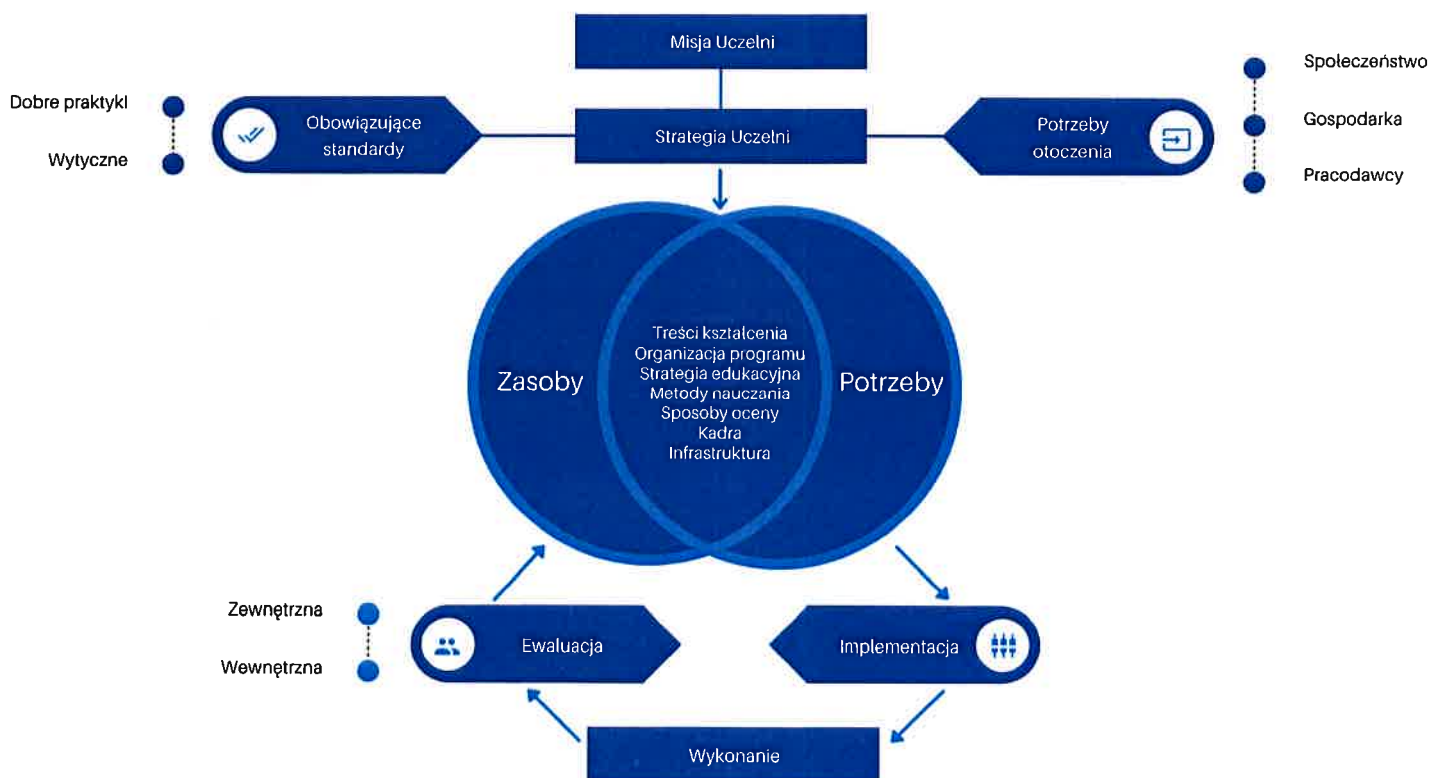 Misja Uczelni
Dobre praktyki
Wytyczne
Obowiązujące
standardy
Strategia Uczelni
Potrzeby
otoczenia
Społeczeństwo
Gospodarka
Pracodawcy
Zasoby
Treści kształcenia
Organizacja programu
Strategia edukacyjna
Metody nauczania
Sposoby oceny
Kadra
Infrastruktura
Potrzeby
Zewnętrzna
Wewnętrzna
Ewaluacja
Implementacja
Wykonanie